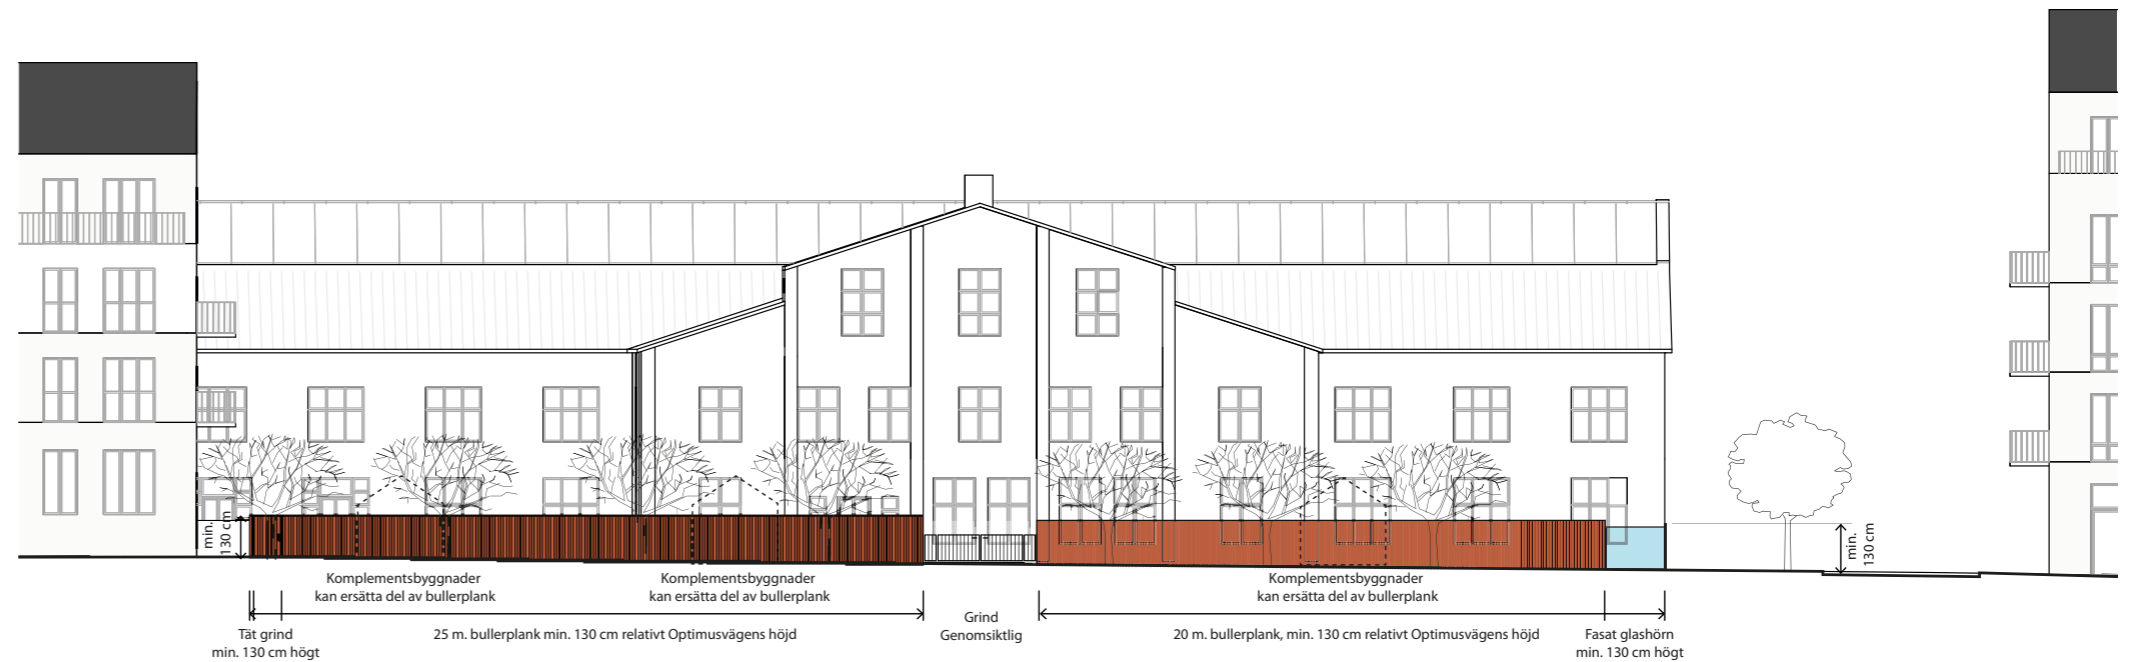 min.
130 cm
min.
130 cm
Komplementsbyggnader
kan ersätta del av bullerplank
Komplementsbyggnader
kan ersätta del av bullerplank
Komplementsbyggnader
kan ersätta del av bullerplank
Tät grind
min. 130 cm högt
25 m. bullerplank min. 130 cm relativt Optimusvägens höjd
Grind
Genomsiktlig
20 m. bullerplank, min. 130 cm relativt Optimusvägens höjd
Fasat glashörn
min. 130 cm högt